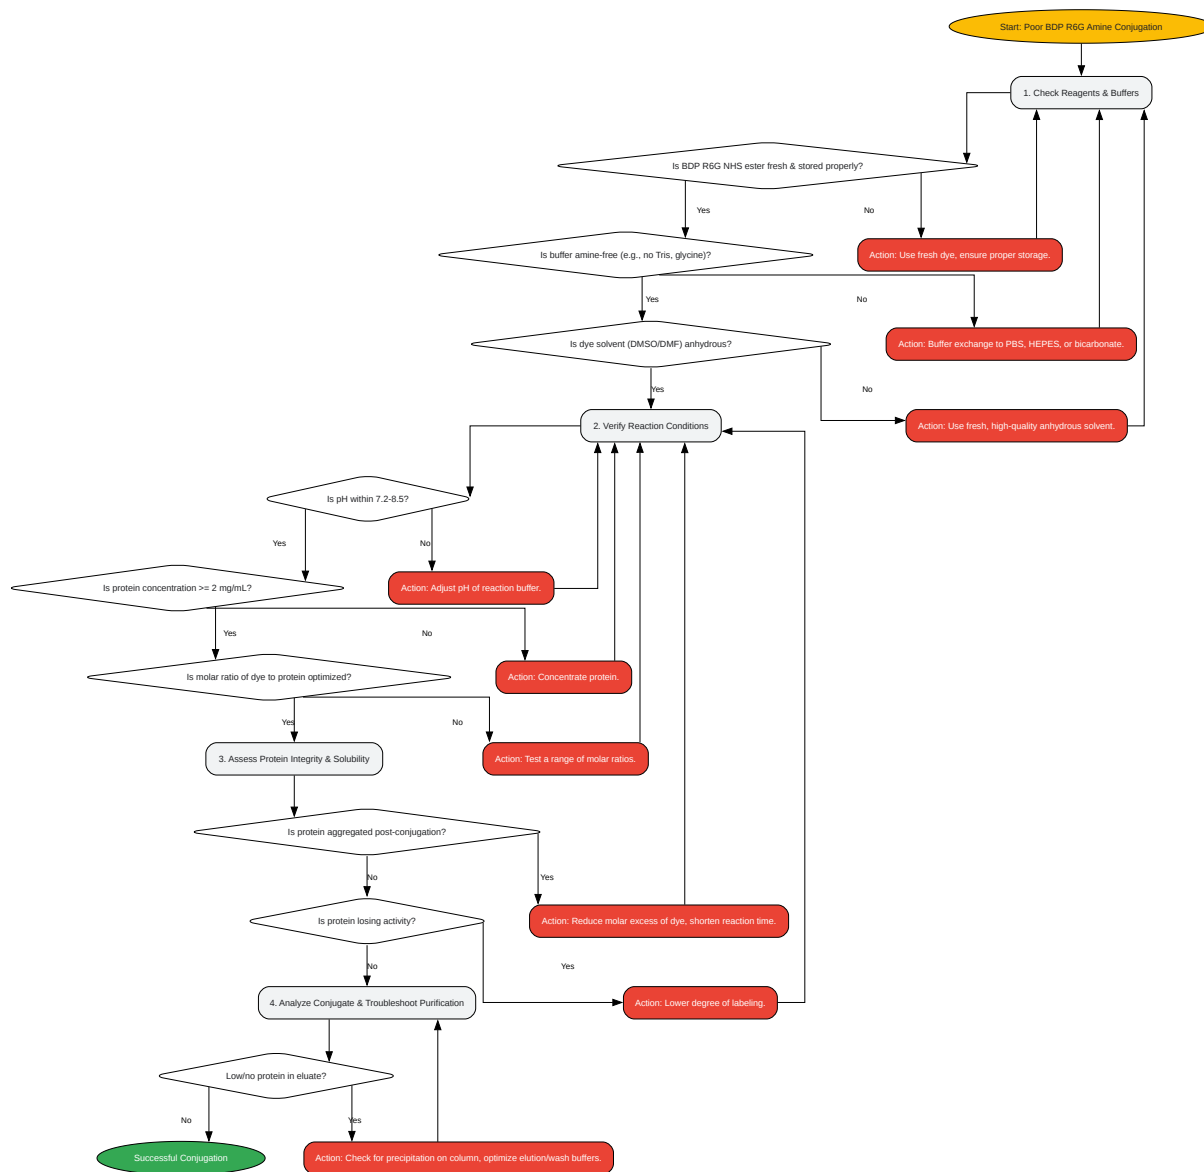 Start: Poor BDP R6G Amine Conjugation
1. Check Reagents & Buffers
Is BDP R6G NHS ester fresh & stored properly?
Yes
No
Is buffer amine-free (e.g., no Tris, glycine)?
Action: Use fresh dye, ensure proper storage.
Yes
No
Is dye solvent (DMSO/DMF) anhydrous?
Action: Buffer exchange to PBS, HEPES, or bicarbonate.
Yes
No
2. Verify Reaction Conditions
Action: Use fresh, high-quality anhydrous solvent.
Is pH within 7.2-8.5?
Yes
No
Is protein concentration >= 2 mg/mL?
Action: Adjust pH of reaction buffer.
Yes
No
Is molar ratio of dye to protein optimized?
Action: Concentrate protein.
Yes
No
3. Assess Protein Integrity & Solubility
Action: Test a range of molar ratios.
Is protein aggregated post-conjugation?
No
Yes
Is protein losing activity?
Action: Reduce molar excess of dye, shorten reaction time.
No
Yes
4. Analyze Conjugate & Troubleshoot Purification
Action: Lower degree of labeling.
Low/no protein in eluate?
No
Yes
Successful Conjugation
Action: Check for precipitation on column, optimize elution/wash buffers.